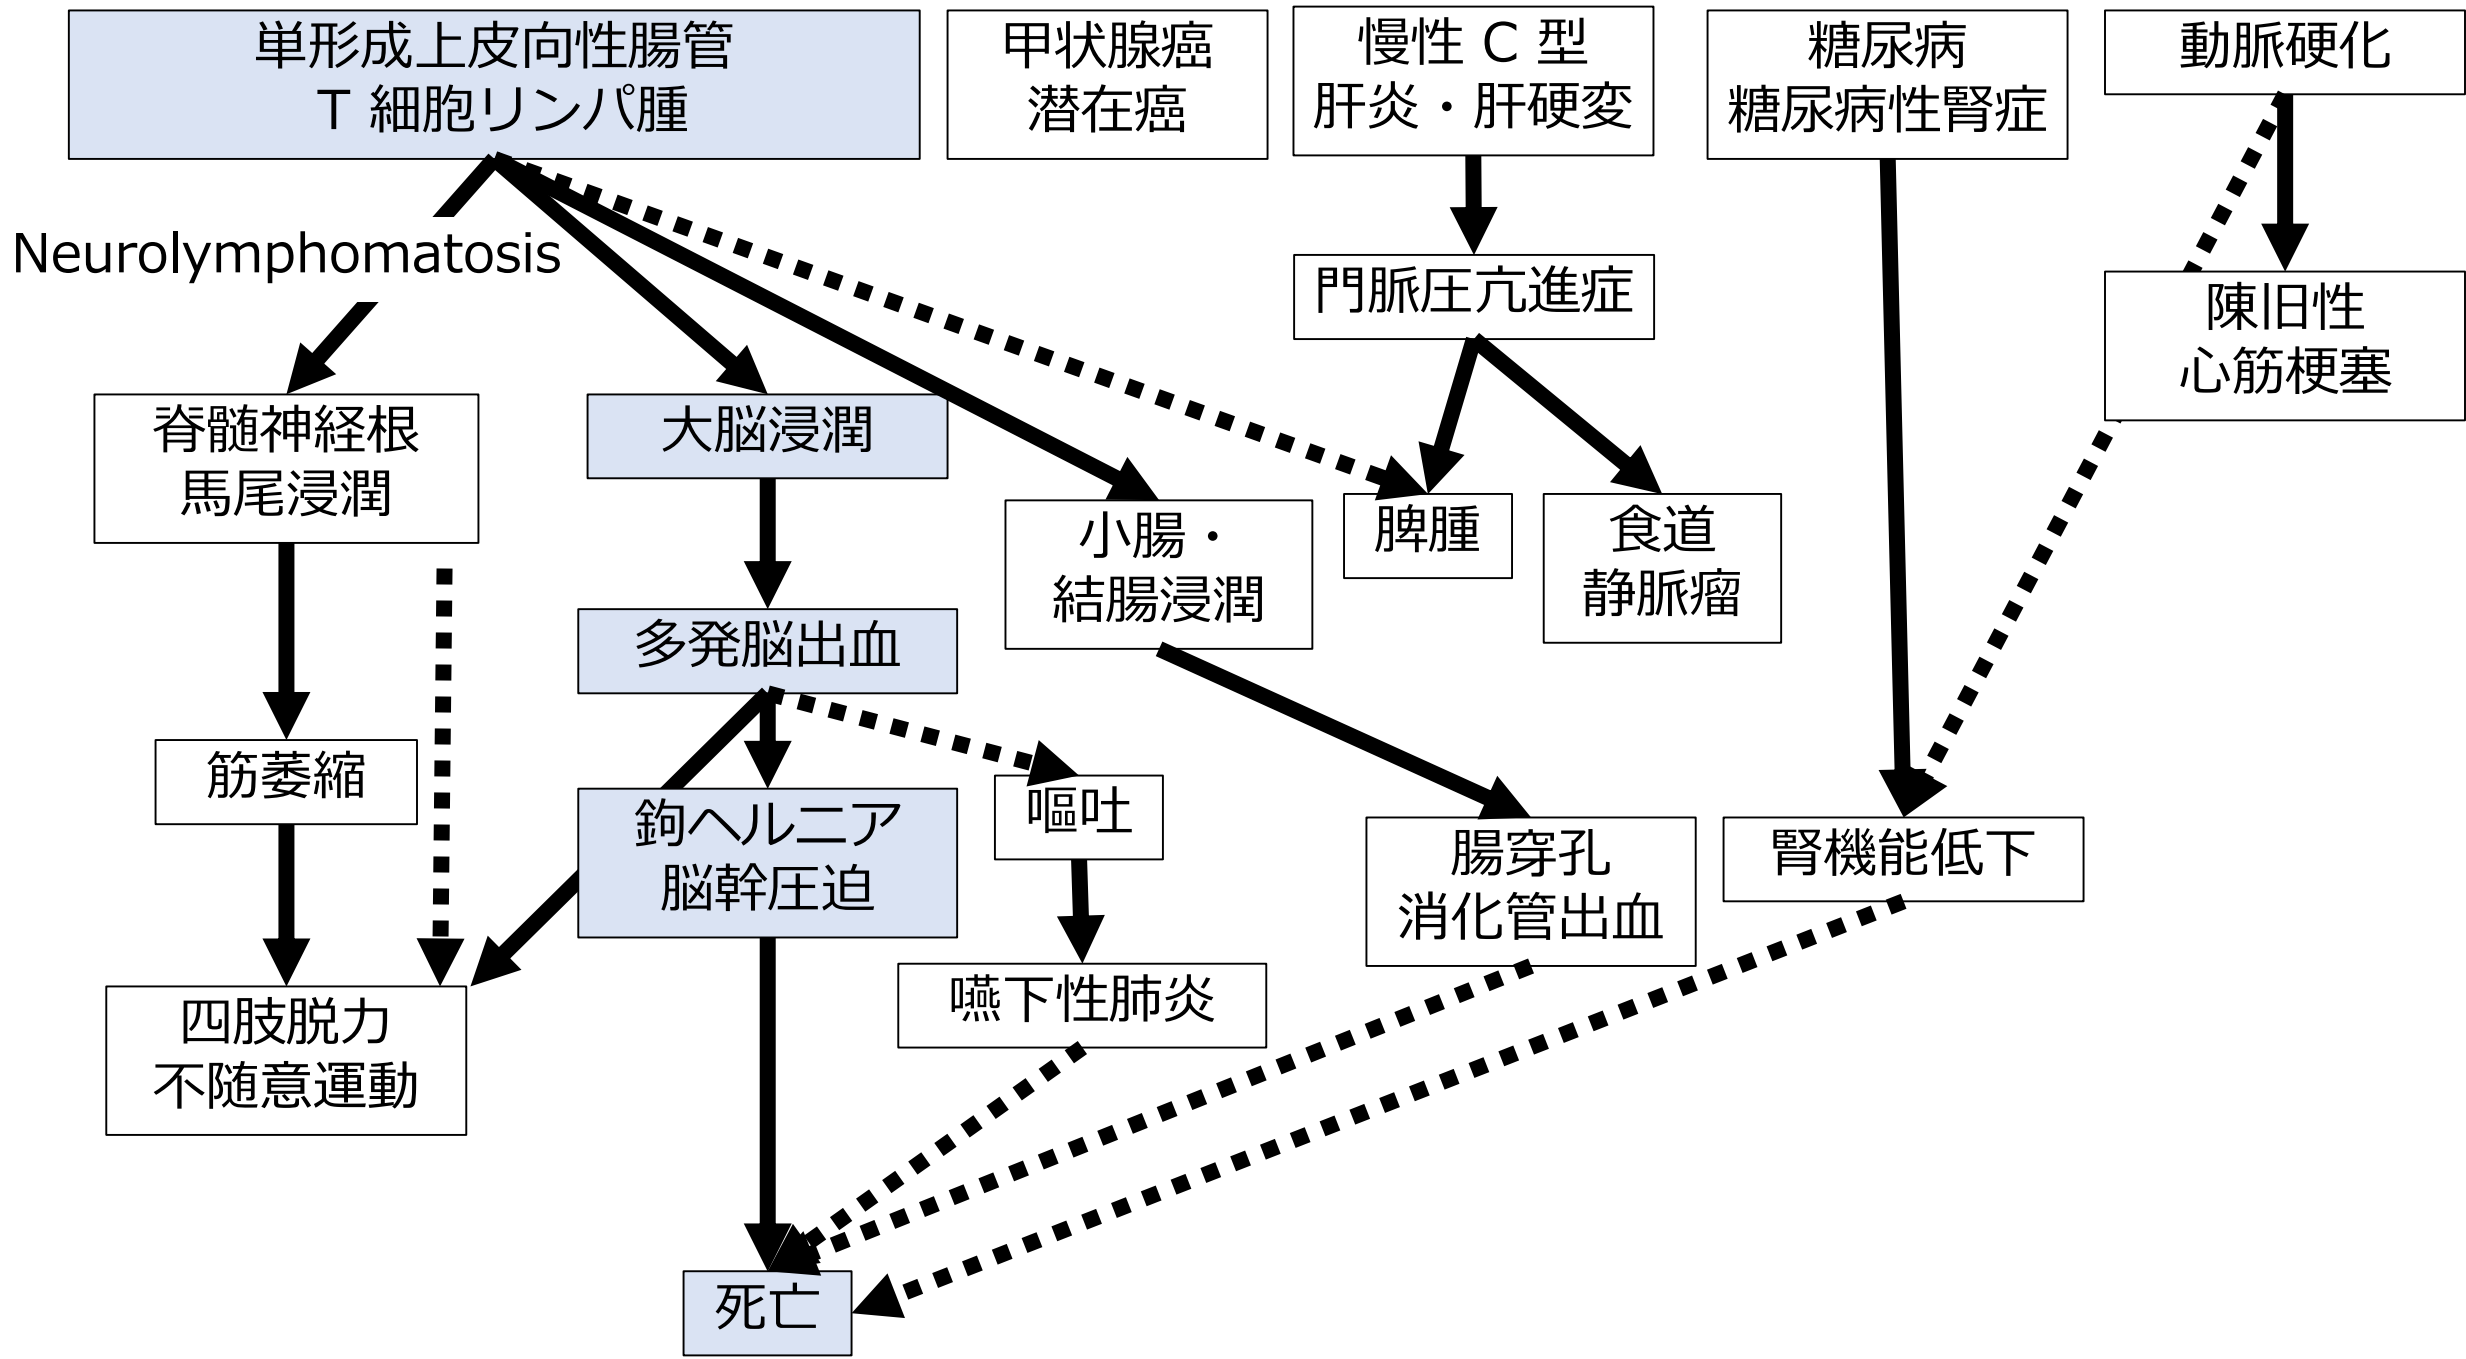 単形成上皮向性腸管
T 細胞リンパ腫
甲状腺癌
潜在癌
慢性 C 型
肝炎・肝硬変
糖尿病
糖尿病性腎症
動脈硬化
Neurolymphomatosis
門脈圧亢進症
陳旧性
心筋梗塞
脊髄神経根
馬尾浸潤
大脳浸潤
小腸・
結腸浸潤
脾腫
食道
静脈瘤
多発脳出血
筋萎縮
鉤ヘルニア
脳幹圧迫
嘔吐
腸穿孔
消化管出血
腎機能低下
四肢脱力
不随意運動
嚥下性肺炎
死亡